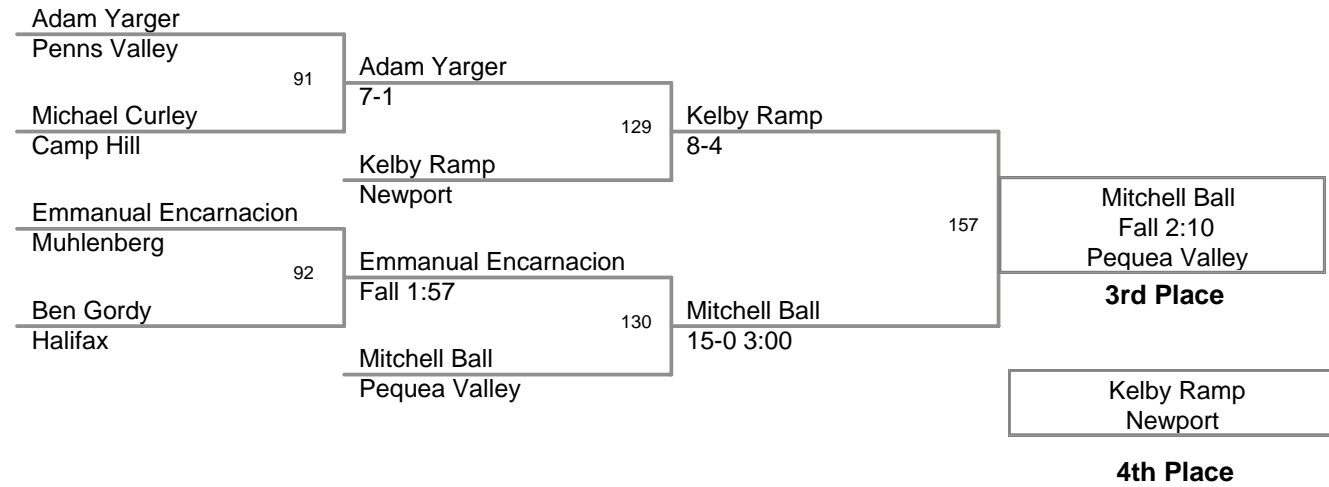 Adam Yarger
Penns Valley
91
Michael Curley
Camp Hill
Emmanual Encarnacion
Muhlenberg
92
Ben Gordy
Halifax
Adam Yarger
7-1
129
Kelby Ramp
Newport
Emmanual Encarnacion
Fall 1:57
130
Mitchell Ball
Pequea Valley
Kelby Ramp
8-4
157
Mitchell Ball
15-0 3:00
Mitchell Ball
Fall 2:10
Pequea Valley
3rd Place
Kelby Ramp
Newport
4th Place